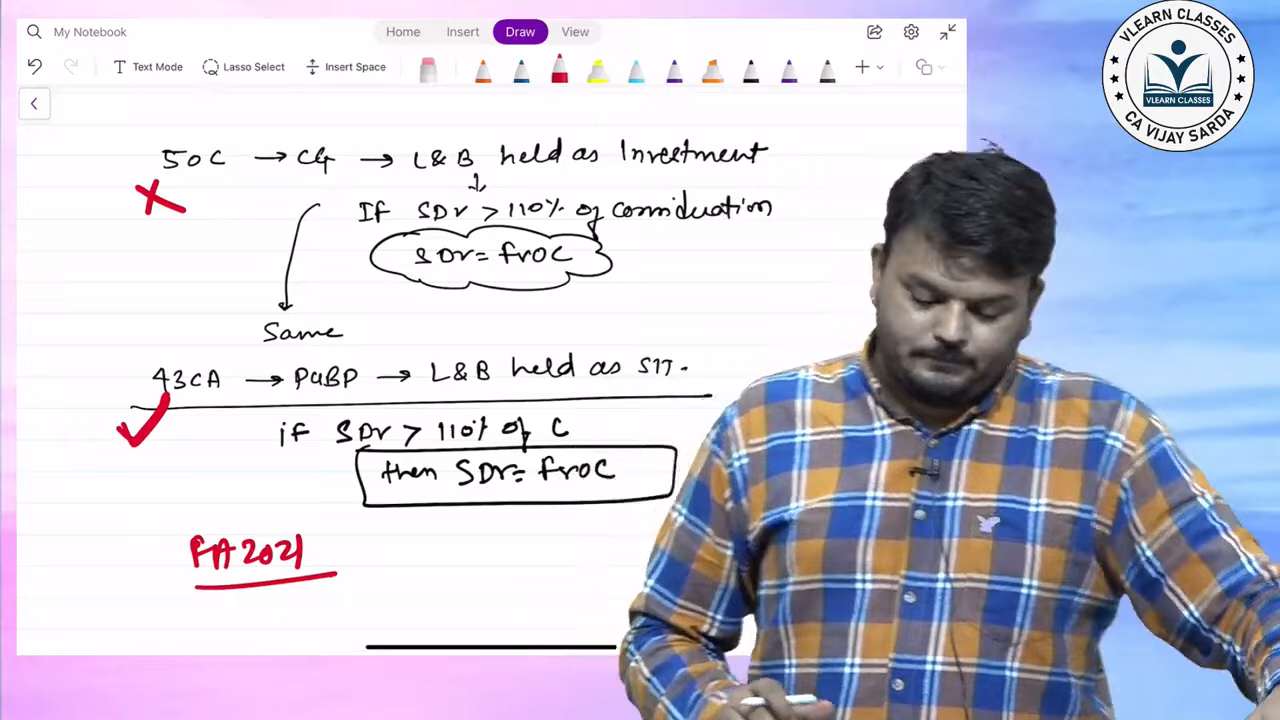 My Notebook
Home Insert Draw View
Text Mode Lasso Select Insert Space
50C → CG → L&B held as Investment
If SDV > 110% of consideration
SDV = FVOC
Same
43CA → PGBP → L&B held as SIT.
if SDV > 110% of C
then SDV = FVOC
FA 2021
VLEARN CLASSES
VLEARN CLASSES
CA VIJAY SARDA